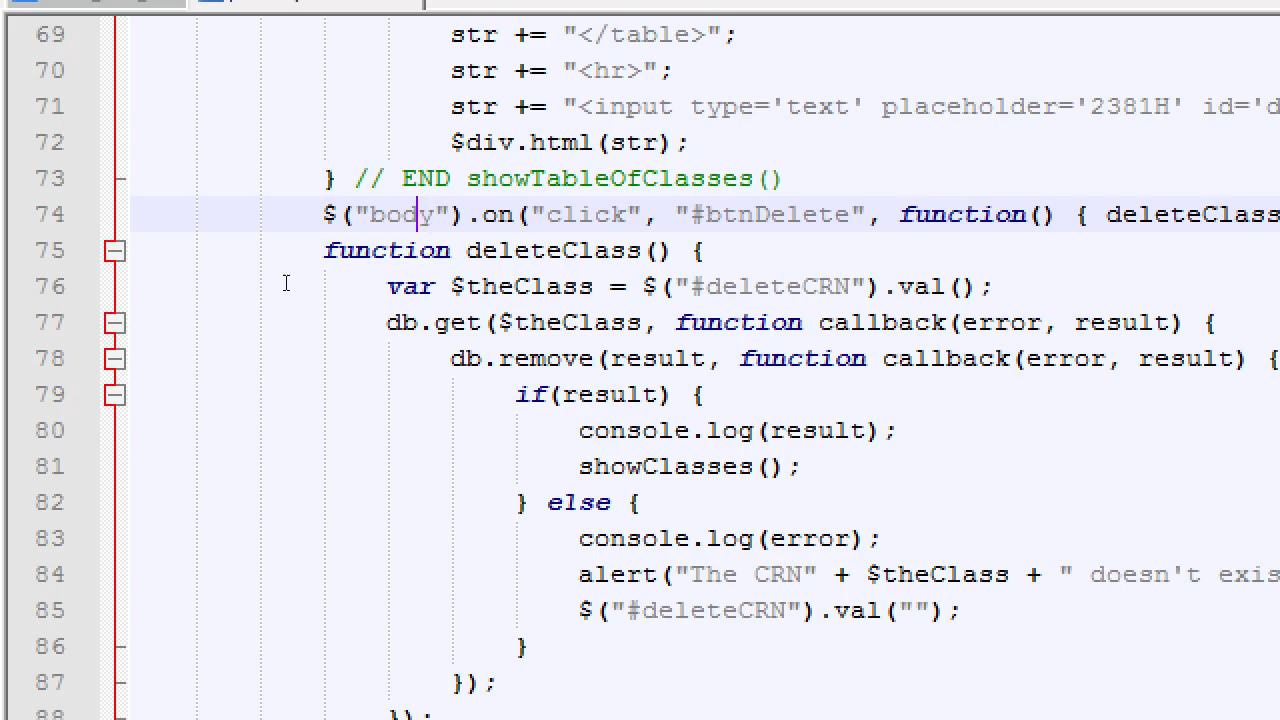 69 str += "</table>";
70 str += "<hr>";
71 str += "<input type='text' placeholder='2381H' id='d
72 $div.html(str);
73 } // END showTableOfClasses()
74 $("body").on("click", "#btnDelete", function() { deleteClass
75 function deleteClass() {
76 var $theClass = $("#deleteCRN").val();
77 db.get($theClass, function callback(error, result) {
78 db.remove(result, function callback(error, result) {
79 if(result) {
80 console.log(result);
81 showClasses();
82 } else {
83 console.log(error);
84 alert("The CRN" + $theClass + " doesn't exis
85 $("#deleteCRN").val("");
86 }
87 });
88 });